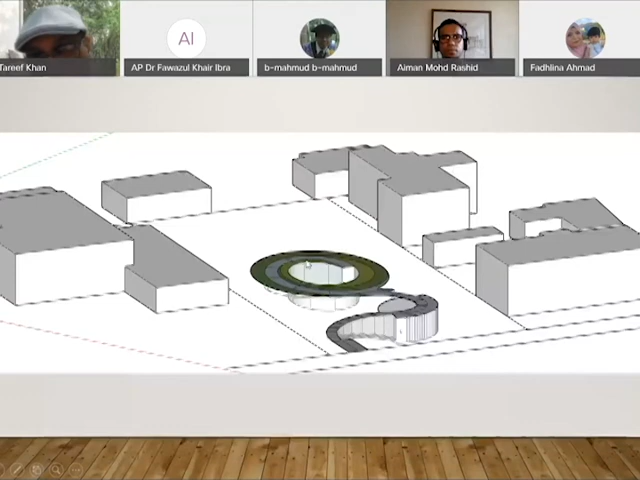 Tareef Khan
AI
AP Dr Fawazul Khair Ibra
b-mahmud b-mahmud
Aiman Mohd Rashid
Fadhlina Ahmad